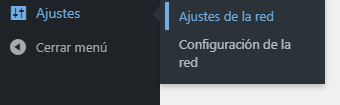 Ajustes
Cerrar menú
Ajustes de la red
Configuración de la
red